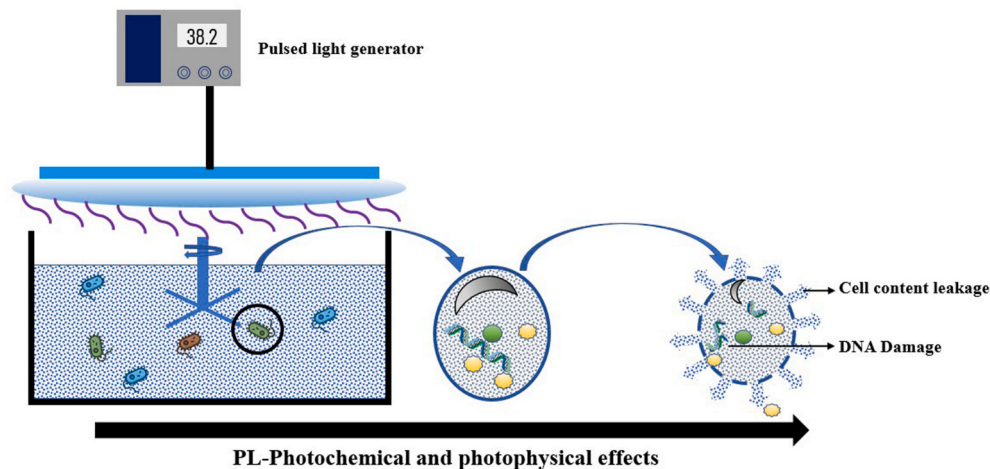 38.2
Pulsed light generator
Cell content leakage
DNA Damage
PL-Photochemical and photophysical effects